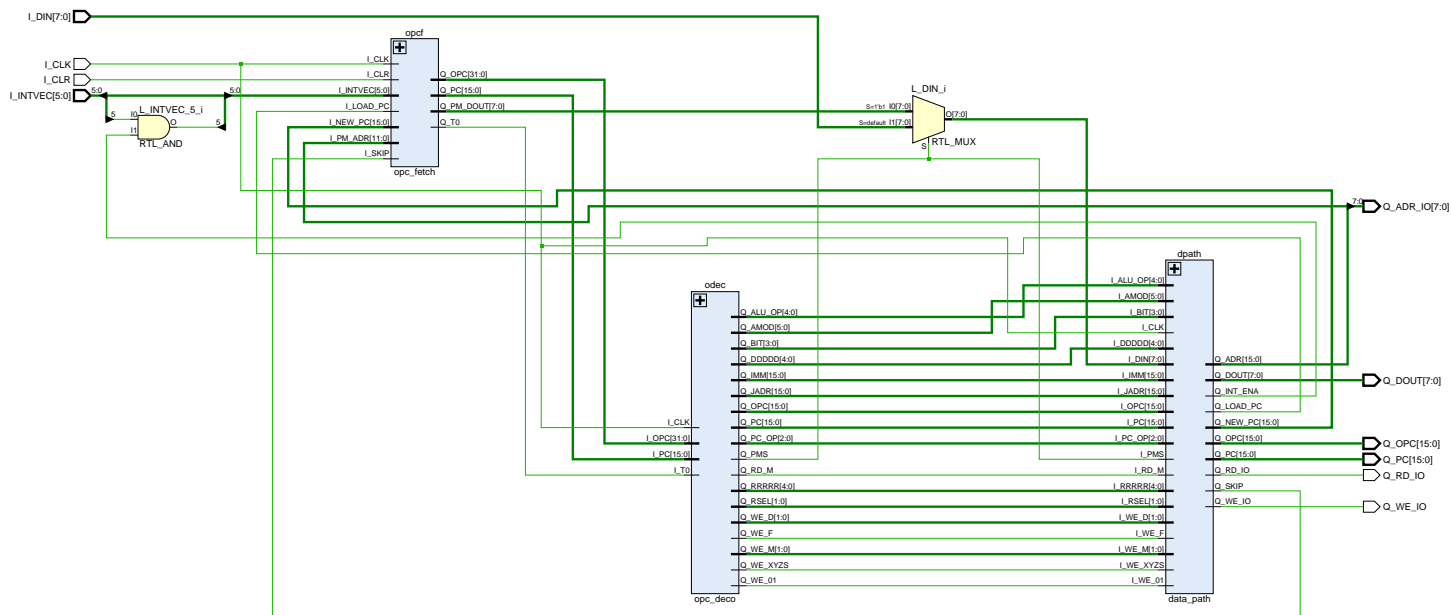 I_DIN[7:0]
I_CLK
I_CLR
I_INTVEC[5:0]
5:0
5:0
5
5
L_INTVEC_5_i
I0
I1
O
RTL_AND
opcf
I_CLK
I_CLR
I_INTVEC[5:0]
I_LOAD_PC
I_NEW_PC[15:0]
I_PM_ADR[11:0]
I_SKIP
Q_OPC[31:0]
Q_PC[15:0]
Q_PM_DOUT[7:0]
Q_T0
opc_fetch
L_DIN_i
S=1'b1 I0[7:0]
S=default I1[7:0]
O[7:0]
S
RTL_MUX
odec
I_CLK
I_OPC[31:0]
I_PC[15:0]
I_T0
Q_ALU_OP[4:0]
Q_AMOD[5:0]
Q_BIT[3:0]
Q_DDDDD[4:0]
Q_IMM[15:0]
Q_JADR[15:0]
Q_OPC[15:0]
Q_PC[15:0]
Q_PC_OP[2:0]
Q_PMS
Q_RD_M
Q_RRRRR[4:0]
Q_RSEL[1:0]
Q_WE_D[1:0]
Q_WE_F
Q_WE_M[1:0]
Q_WE_XYZS
Q_WE_01
opc_deco
dpath
I_ALU_OP[4:0]
I_AMOD[5:0]
I_BIT[3:0]
I_CLK
I_DDDDD[4:0]
I_DIN[7:0]
I_IMM[15:0]
I_JADR[15:0]
I_OPC[15:0]
I_PC[15:0]
I_PC_OP[2:0]
I_PMS
I_RD_M
I_RRRRR[4:0]
I_RSEL[1:0]
I_WE_D[1:0]
I_WE_F
I_WE_M[1:0]
I_WE_XYZS
I_WE_01
Q_ADR[15:0]
Q_DOUT[7:0]
Q_INT_ENA
Q_LOAD_PC
Q_NEW_PC[15:0]
Q_OPC[15:0]
Q_PC[15:0]
Q_RD_IO
Q_SKIP
Q_WE_IO
data_path
7:0
Q_ADR_IO[7:0]
Q_DOUT[7:0]
Q_OPC[15:0]
Q_PC[15:0]
Q_RD_IO
Q_WE_IO